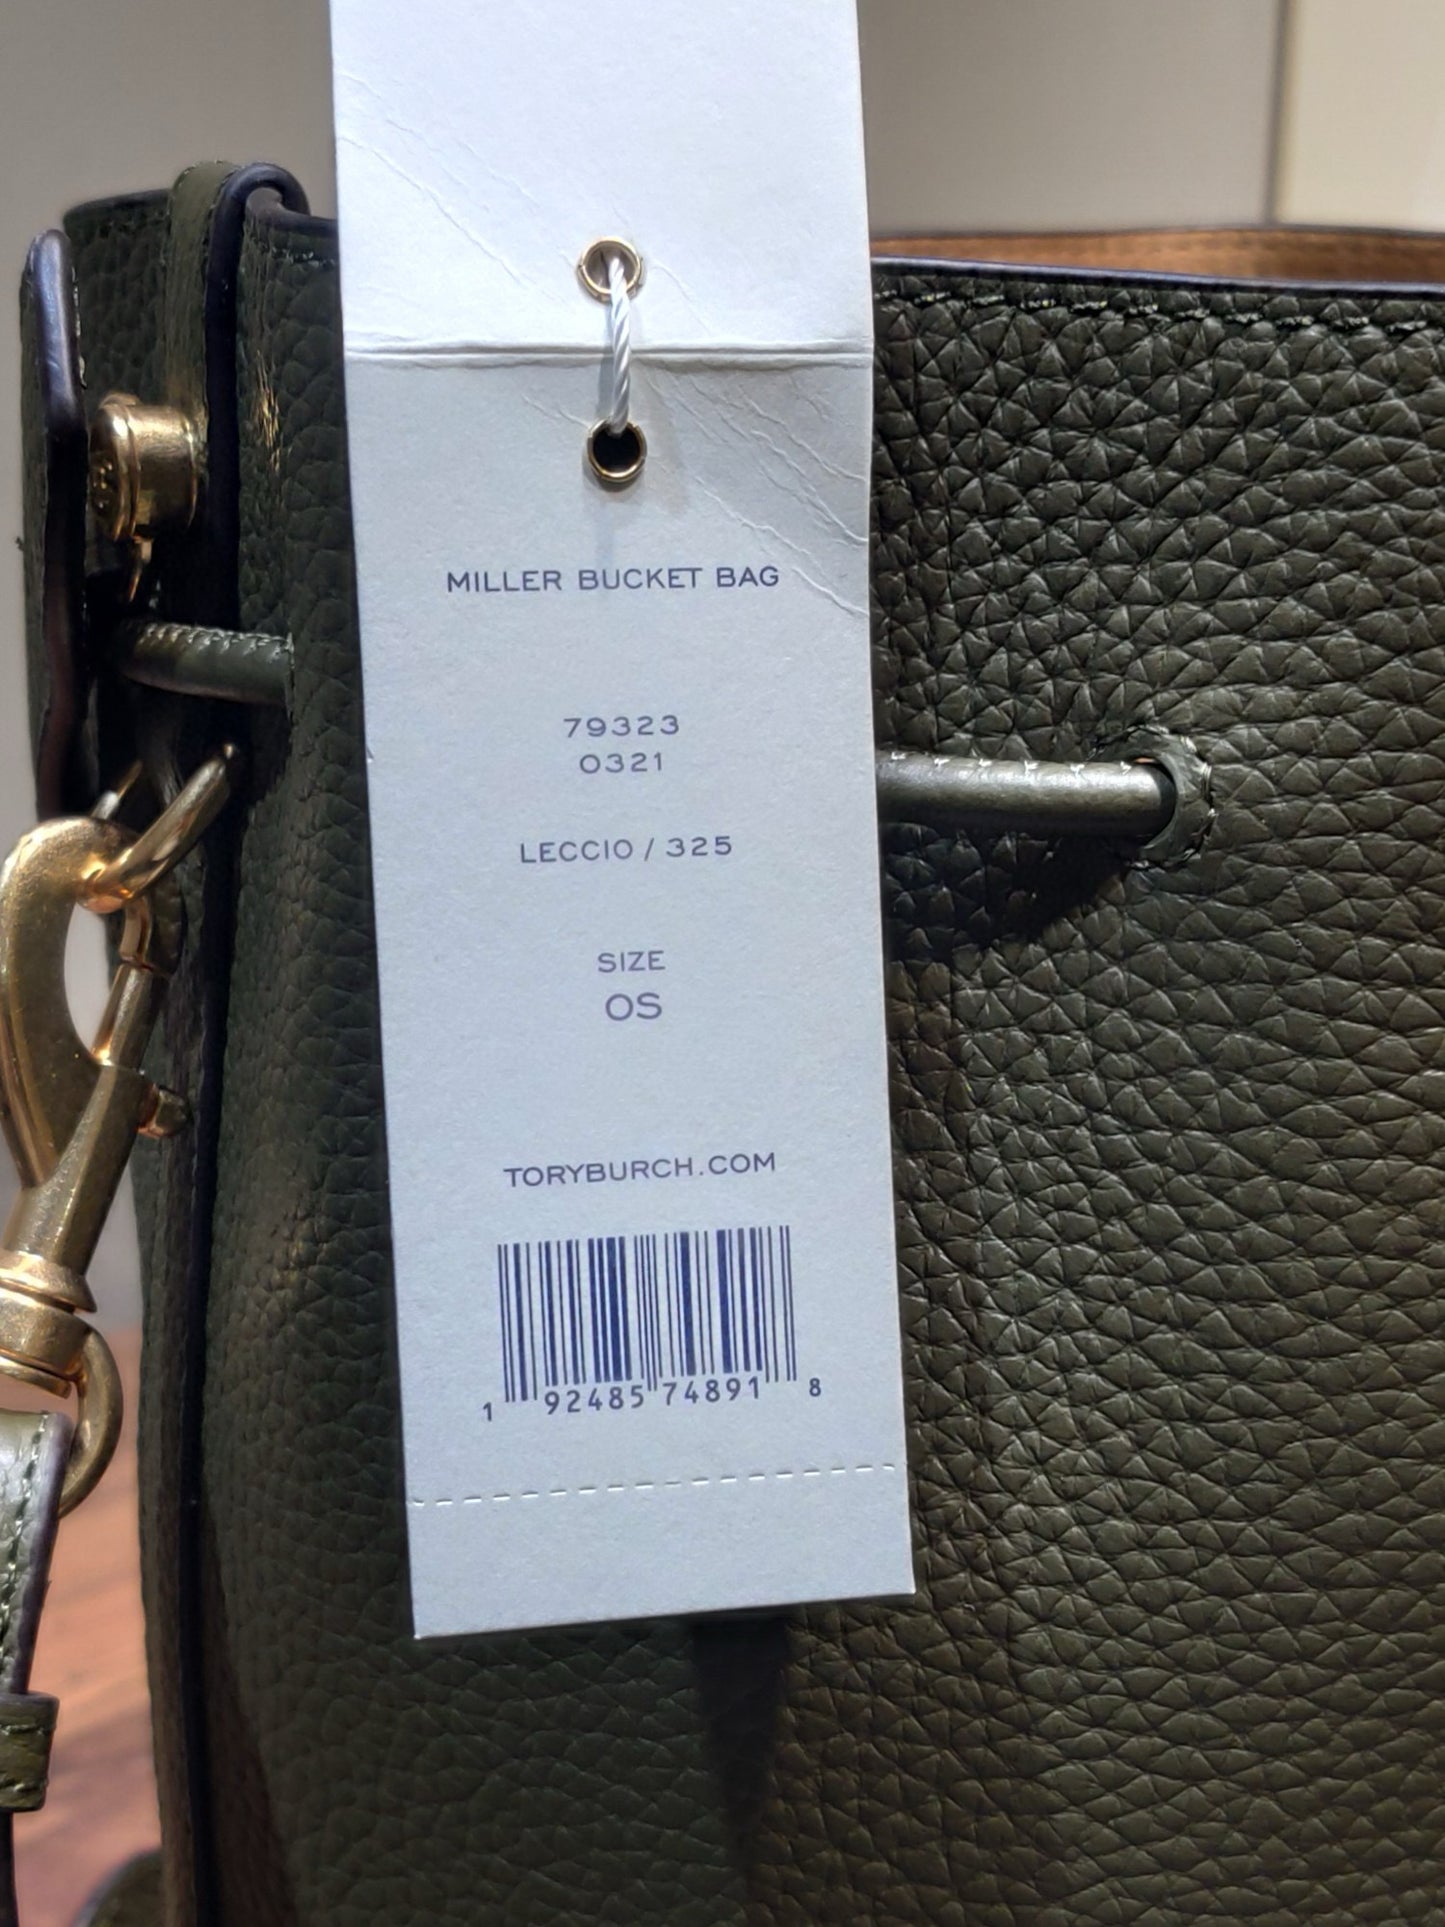 MILLER BUCKET BAG
79323
0321
LECCIO / 325
SIZE
OS
TORYBURCH.COM
1 92485 74891 8